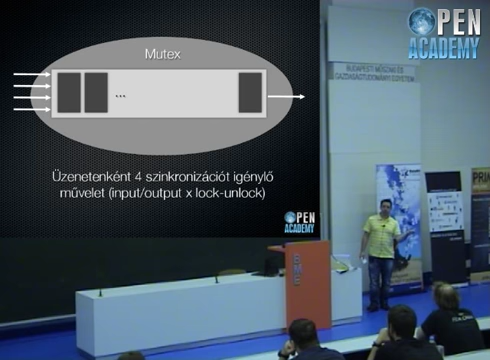 Mutex
...
Üzenetenként 4 szinkronizációt igénylő
művelet (input/output x lock-unlock)
OPEN
ACADEMY
OPEN
ACADEMY
BUDAPESTI MŰSZAKI ÉS
GAZDASÁGTUDOMÁNYI EGYETEM
BME